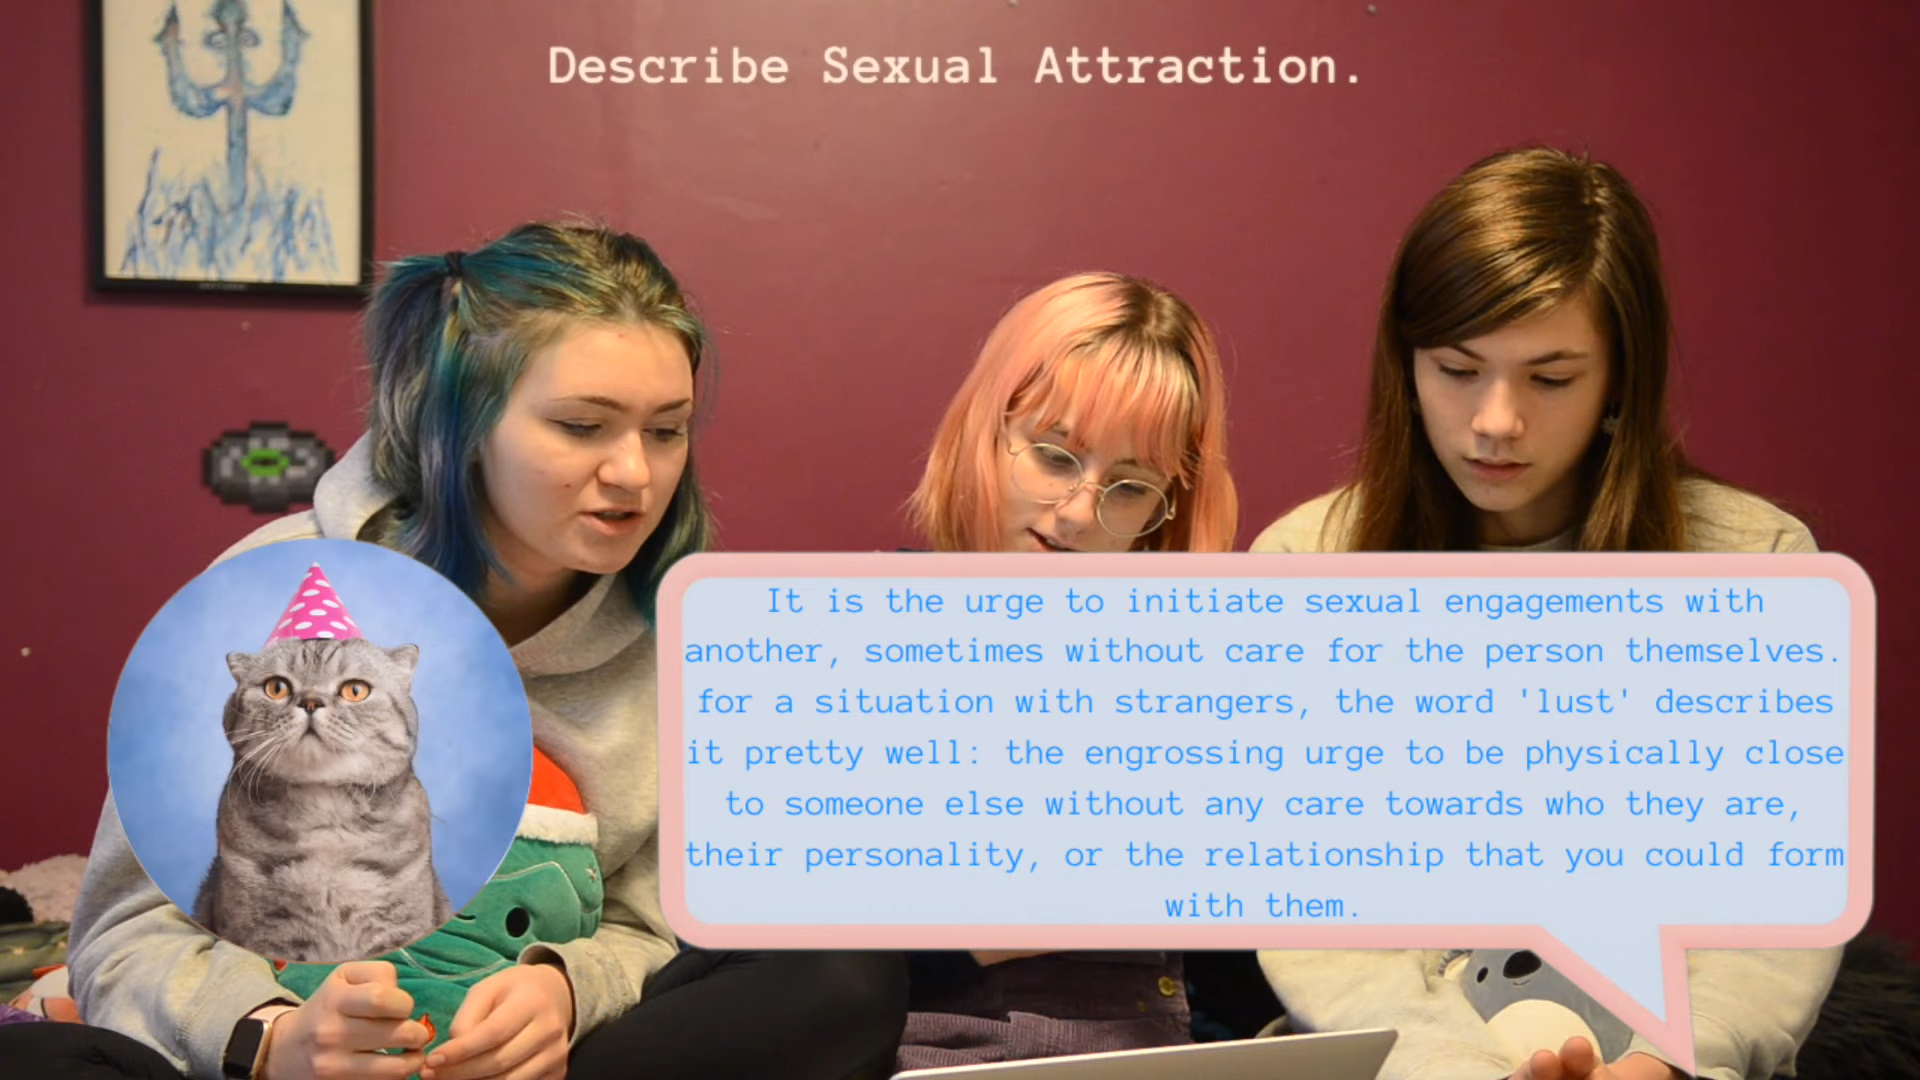 Describe Sexual Attraction.
It is the urge to initiate sexual engagements with
another, sometimes without care for the person themselves.
for a situation with strangers, the word 'lust' describes
it pretty well: the engrossing urge to be physically close
to someone else without any care towards who they are,
their personality, or the relationship that you could form
with them.